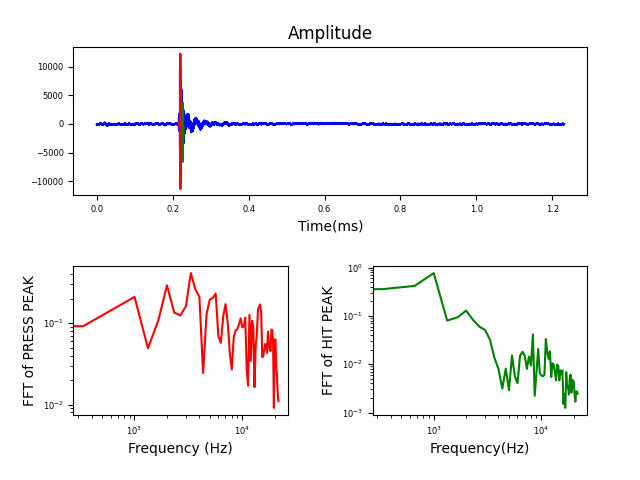 Amplitude
10000
5000
0
−5000
−10000
0.0 0.2 0.4 0.6 0.8 1.0 1.2
Time(ms)
FFT of PRESS PEAK
10⁻¹
10⁻²
10³ 10⁴
Frequency (Hz)
FFT of HIT PEAK
10⁰
10⁻¹
10⁻²
10⁻³
10³ 10⁴
Frequency(Hz)